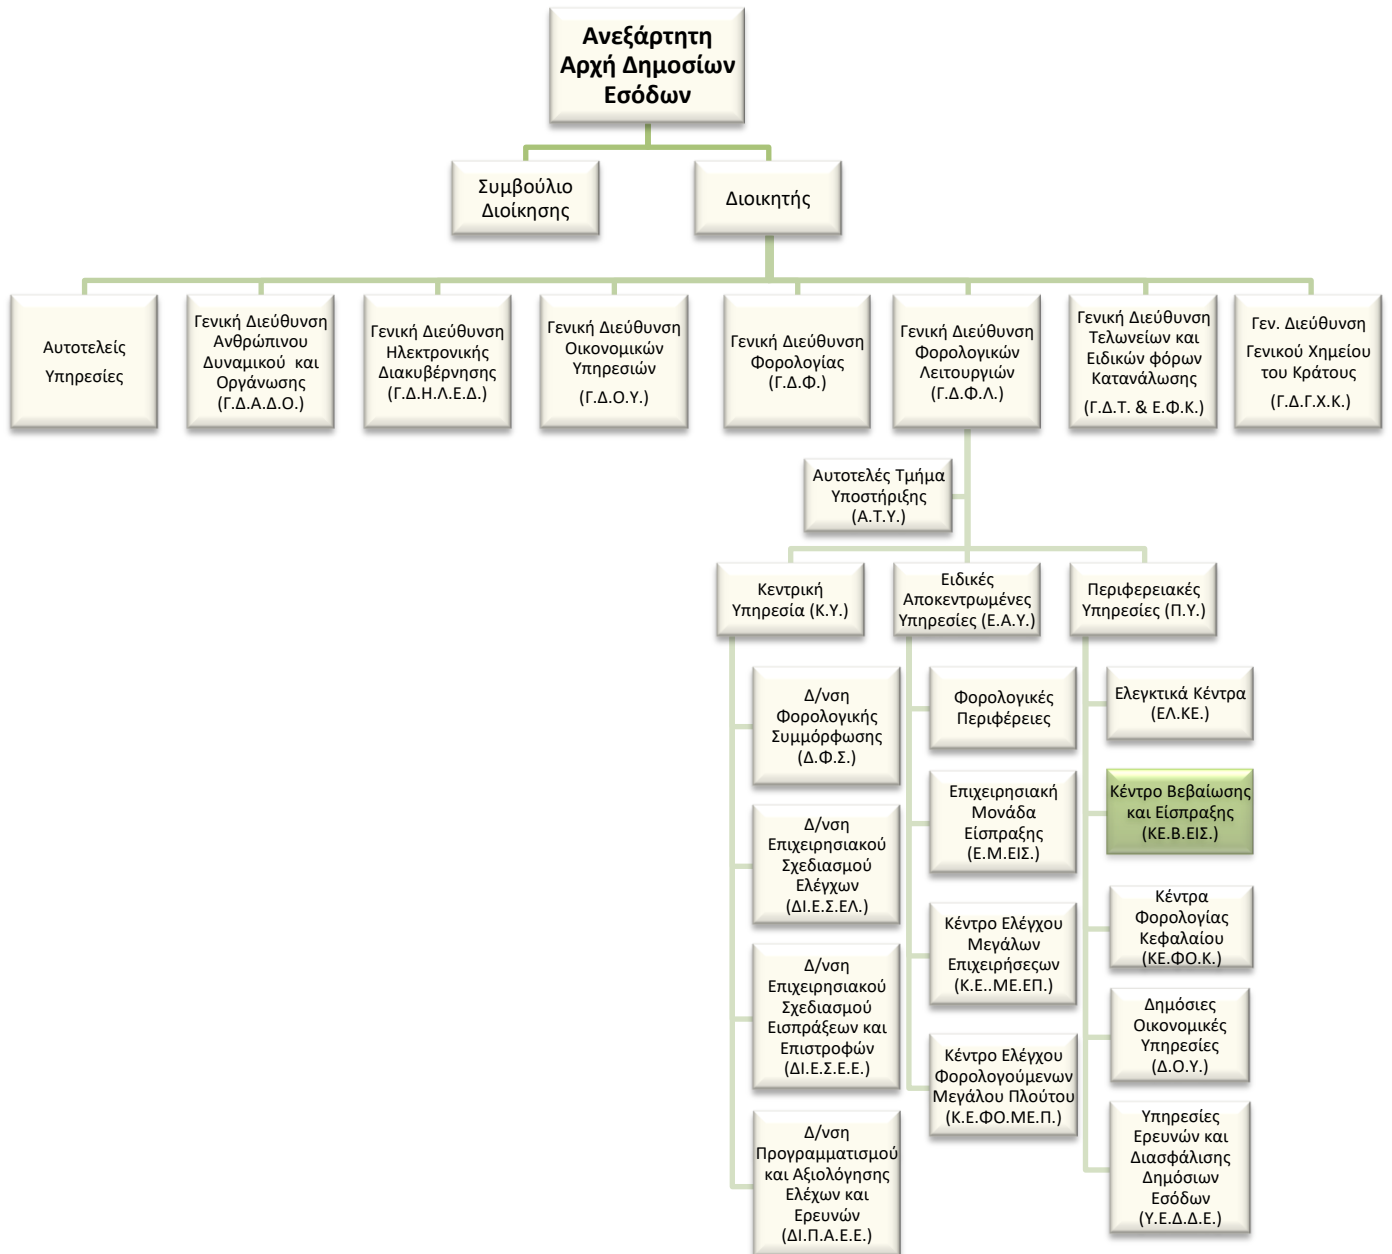 Ανεξάρτητη
Αρχή Δημοσίων
Εσόδων
Συμβούλιο
Διοίκησης
Διοικητής
Αυτοτελείς
Υπηρεσίες
Γενική Διεύθυνση
Ανθρώπινου
Δυναμικού και
Οργάνωσης
(Γ.Δ.Α.Δ.Ο.)
Γενική Διεύθυνση
Ηλεκτρονικής
Διακυβέρνησης
(Γ.Δ.Η.Λ.Ε.Δ.)
Γενική Διεύθυνση
Οικονομικών
Υπηρεσιών
(Γ.Δ.Ο.Υ.)
Γενική Διεύθυνση
Φορολογίας
(Γ.Δ.Φ.)
Γενική Διεύθυνση
Φορολογικών
Λειτουργιών
(Γ.Δ.Φ.Λ.)
Γενική Διεύθυνση
Τελωνείων και
Ειδικών φόρων
Κατανάλωσης
(Γ.Δ.Τ. & Ε.Φ.Κ.)
Γεν. Διεύθυνση
Γενικού Χημείου
του Κράτους
(Γ.Δ.Γ.Χ.Κ.)
Αυτοτελές Τμήμα
Υποστήριξης
(Α.Τ.Υ.)
Κεντρική
Υπηρεσία (Κ.Υ.)
Ειδικές
Αποκεντρωμένες
Υπηρεσίες (Ε.Α.Υ.)
Περιφερειακές
Υπηρεσίες (Π.Υ.)
Δ/νση
Φορολογικής
Συμμόρφωσης
(Δ.Φ.Σ.)
Δ/νση
Επιχειρησιακού
Σχεδιασμού
Ελέγχων
(ΔΙ.Ε.Σ.ΕΛ.)
Δ/νση
Επιχειρησιακού
Σχεδιασμού
Εισπράξεων και
Επιστροφών
(ΔΙ.Ε.Σ.Ε.Ε.)
Δ/νση
Προγραμματισμού
και Αξιολόγησης
Ελέχων και
Ερευνών
(ΔΙ.Π.Α.Ε.Ε.)
Φορολογικές
Περιφέρειες
Επιχειρησιακή
Μονάδα
Είσπραξης
(Ε.Μ.ΕΙΣ.)
Κέντρο Ελέγχου
Μεγάλων
Επιχειρήσεςων
(Κ.Ε..ΜΕ.ΕΠ.)
Κέντρο Ελέγχου
Φορολογούμενων
Μεγάλου Πλούτου
(Κ.Ε.ΦΟ.ΜΕ.Π.)
Ελεγκτικά Κέντρα
(ΕΛ.ΚΕ.)
Κέντρο Βεβαίωσης
και Είσπραξης
(ΚΕ.Β.ΕΙΣ.)
Κέντρα
Φορολογίας
Κεφαλαίου
(ΚΕ.ΦΟ.Κ.)
Δημόσιες
Οικονομικές
Υπηρεσίες
(Δ.Ο.Υ.)
Υπηρεσίες
Ερευνών και
Διασφάλισης
Δημόσιων
Εσόδων
(Υ.Ε.Δ.Δ.Ε.)